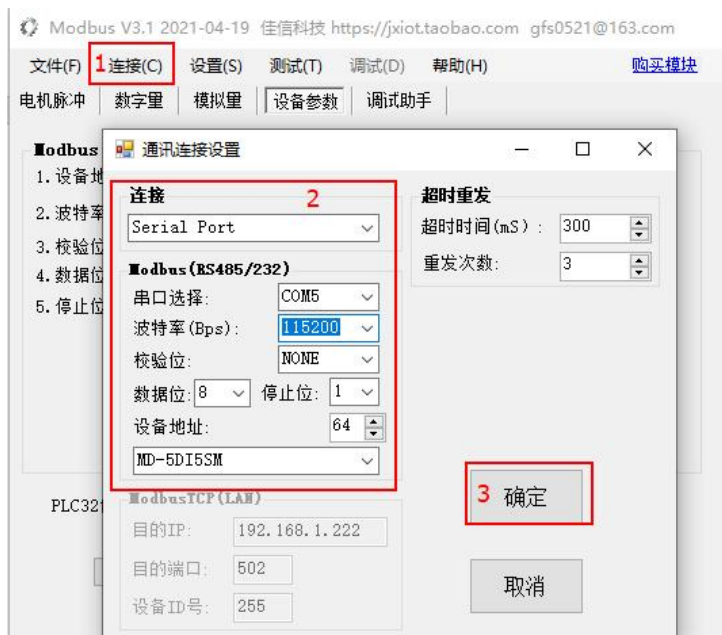 Modbus V3.1 2021-04-19 佳信科技 https://jxiot.taobao.com gfs0521@163.com
文件(F) 1 连接(C) 设置(S) 测试(T) 调试(D) 帮助(H) 购买模块
电机脉冲 数字量 模拟量 设备参数 调试助手
Modbus
1.设备地
2.波特率
3.校验位
4.数据位
5.停止位
PLC32
通讯连接设置
连接 2
Serial Port
Modbus(RS485/232)
串口选择: COM5
波特率(Bps): 115200
校验位: NONE
数据位: 8 停止位: 1
设备地址: 64
MD-5DI5SM
ModbusTCP(LAN)
目的IP: 192.168.1.222
目的端口: 502
设备ID号: 255
超时重发
超时时间(mS): 300
重发次数: 3
3 确定
取消